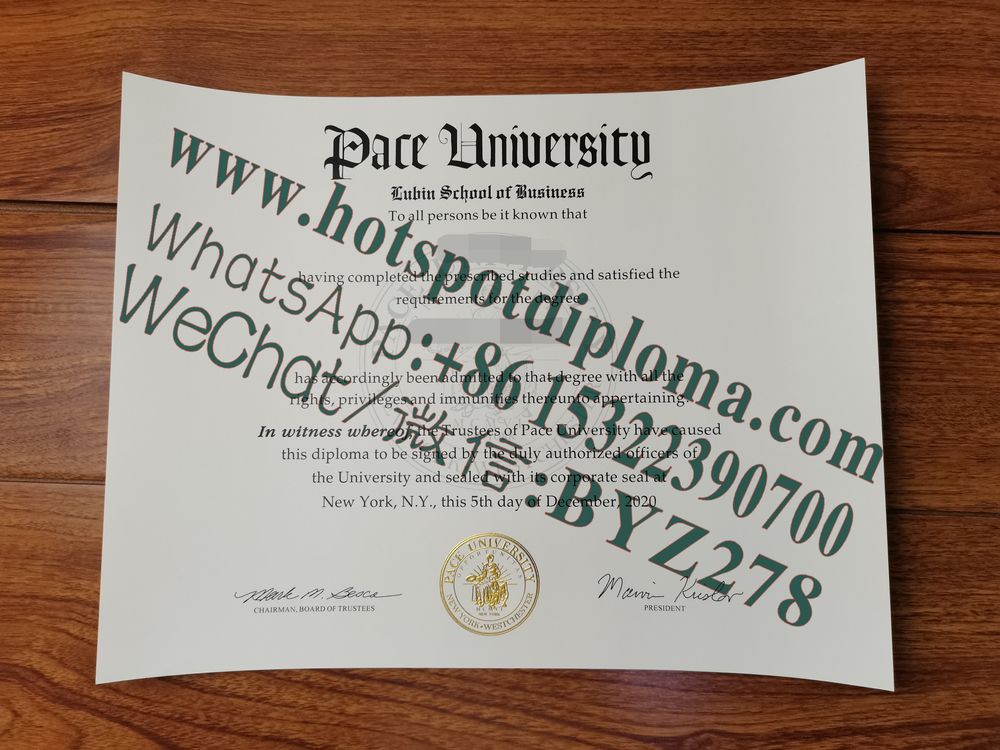 Pace University
Lubin School of Business
To all persons be it known that
having completed the prescribed studies and satisfied the
requirements for the degree
has accordingly been admitted to that degree with all the
rights, privileges and immunities thereunto appertaining.
In witness whereof, the Trustees of Pace University have caused
this diploma to be signed by the duly authorized officers of
the University and sealed with its corporate seal at
New York, N.Y., this 5th day of December, 2020
CHAIRMAN, BOARD OF TRUSTEES
PRESIDENT
PACE UNIVERSITY
OPPORTUNITAS
NEW YORK • WESTCHESTER
www.hotspotdiploma.com
WhatsApp:+86 15322390700
WeChat/微信:BYZ278